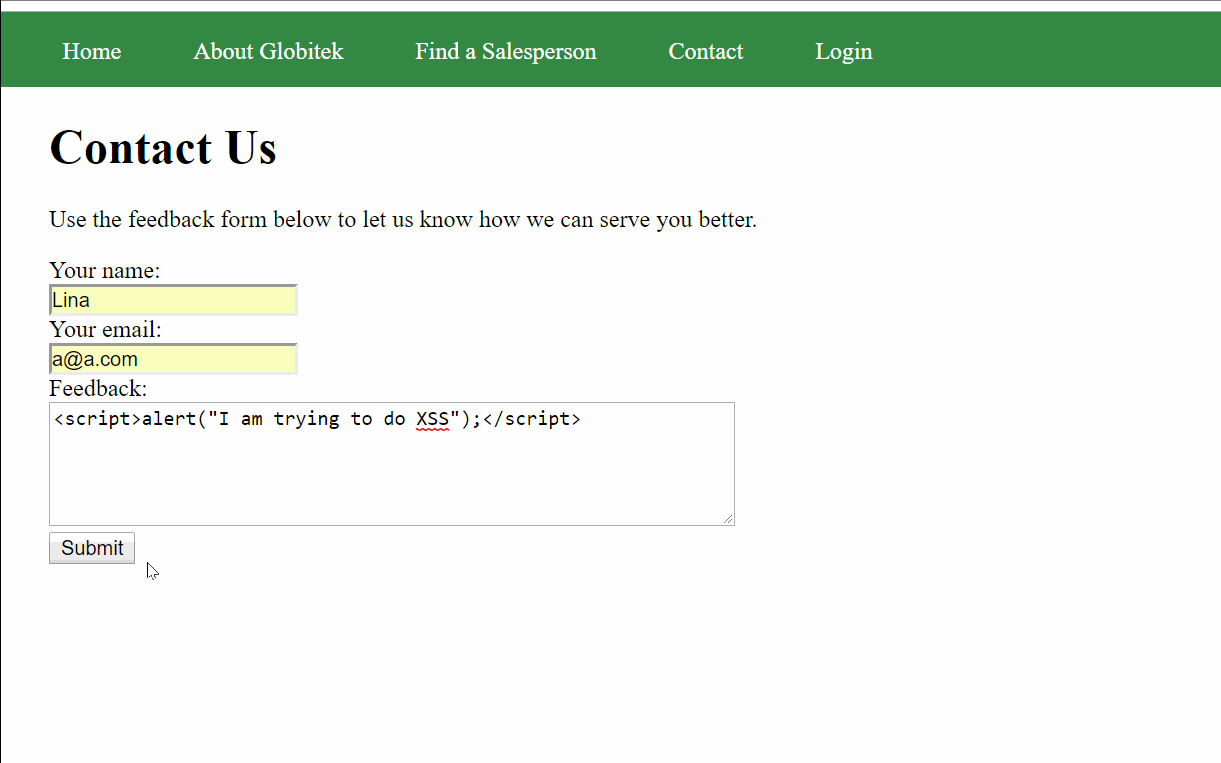 Home About Globitek Find a Salesperson Contact Login
Contact Us
Use the feedback form below to let us know how we can serve you better.
Your name:
Lina
Your email:
a@a.com
Feedback:
<script>alert("I am trying to do XSS");</script>
Submit